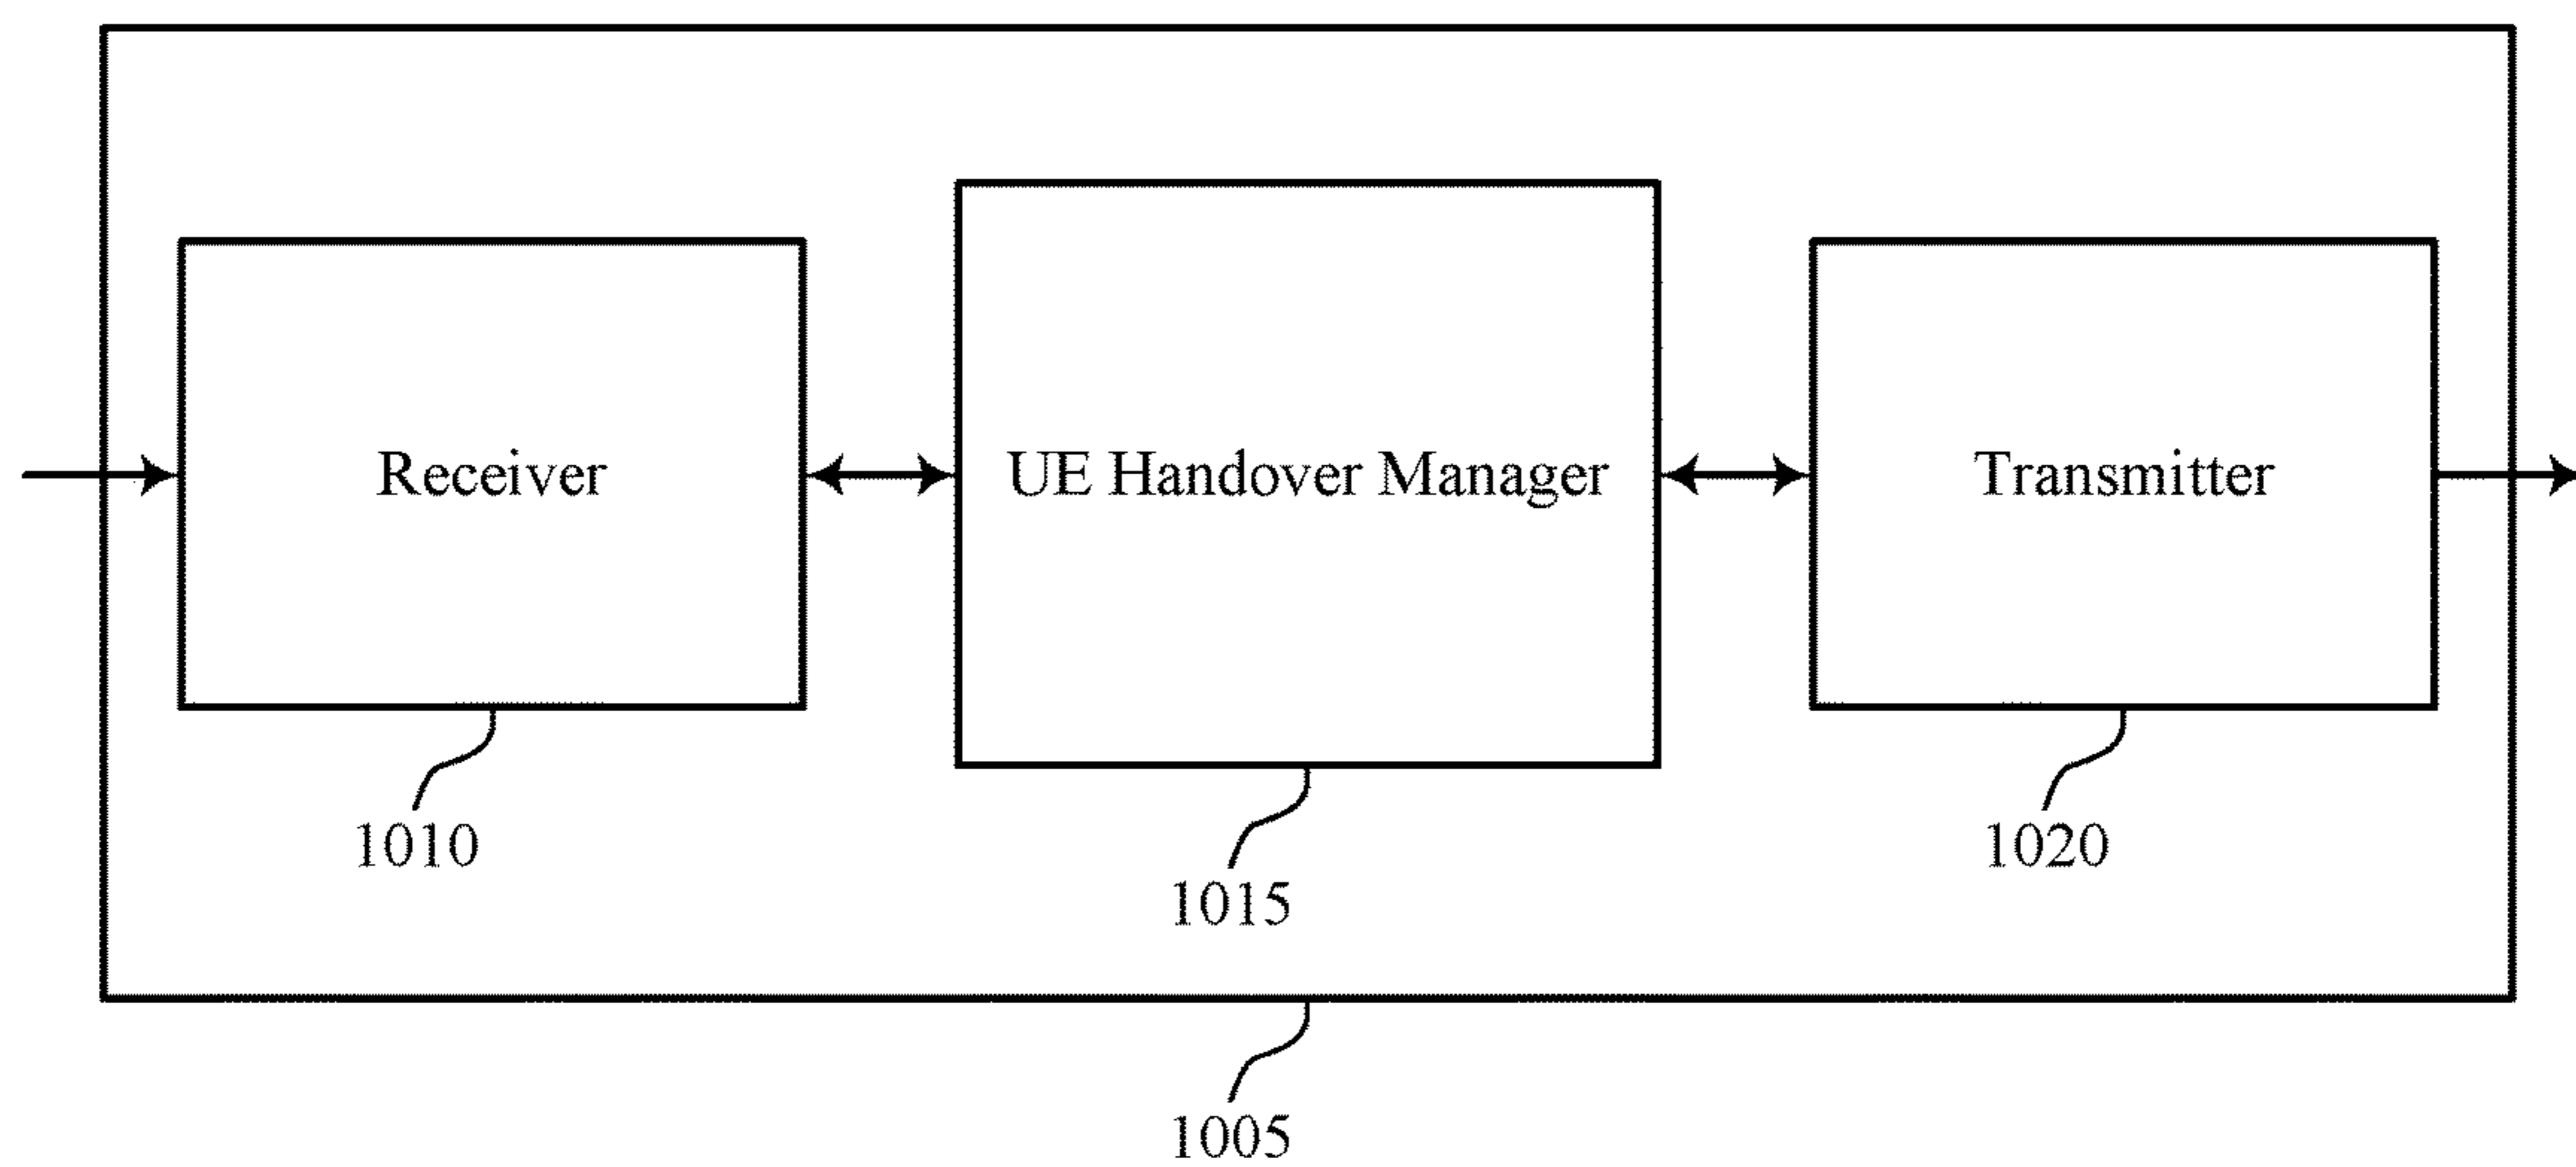 Receiver
UE Handover Manager
Transmitter
1010
1020
1015
1005